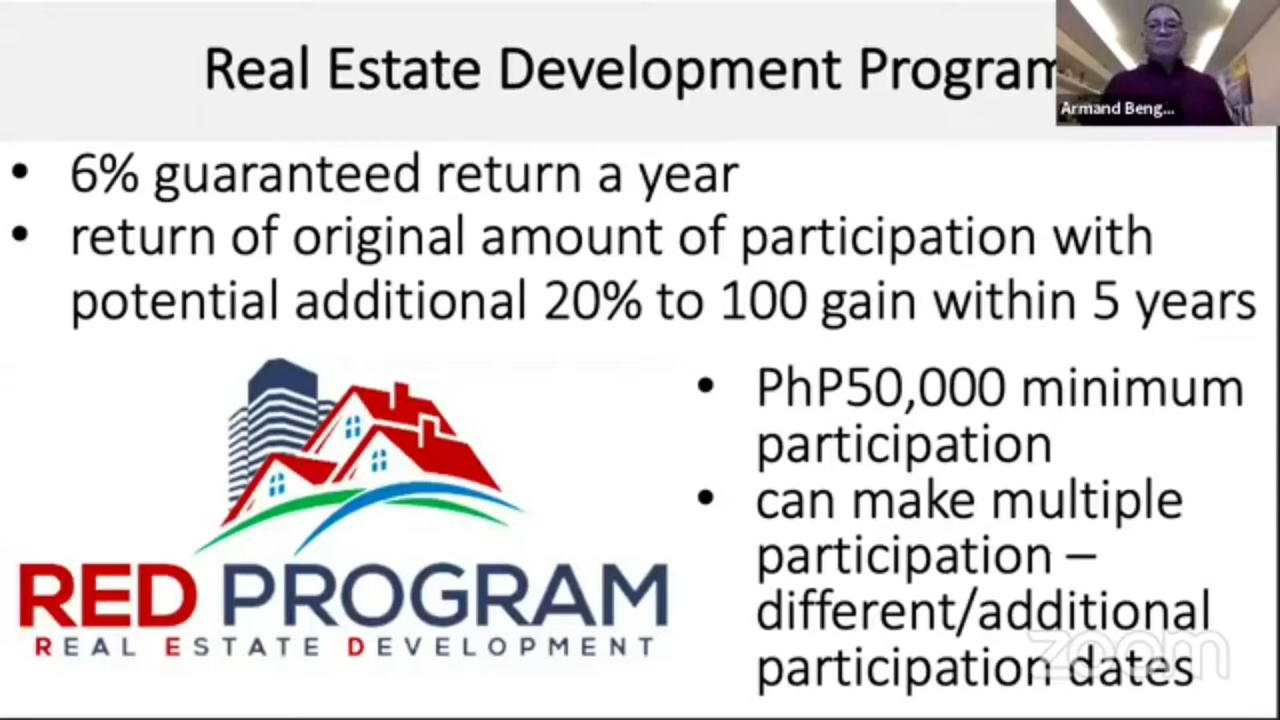 Real Estate Development Program
Armand Beng...
• 6% guaranteed return a year
• return of original amount of participation with
potential additional 20% to 100 gain within 5 years
• PhP50,000 minimum
participation
• can make multiple
participation –
different/additional
participation dates
RED PROGRAM
REAL ESTATE DEVELOPMENT
zoom